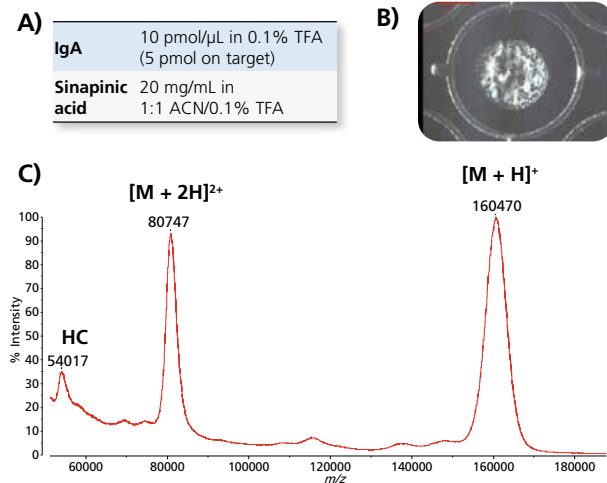 A)
IgA 10 pmol/µL in 0.1% TFA
(5 pmol on target)
Sinapinic 20 mg/mL in
acid 1:1 ACN/0.1% TFA
B)
C)
[M + 2H]²⁺
[M + H]⁺
80747
160470
HC
54017
% Intensity
100
90
80
70
60
50
40
30
20
10
0
60000 80000 100000 120000 140000 160000 180000
m/z